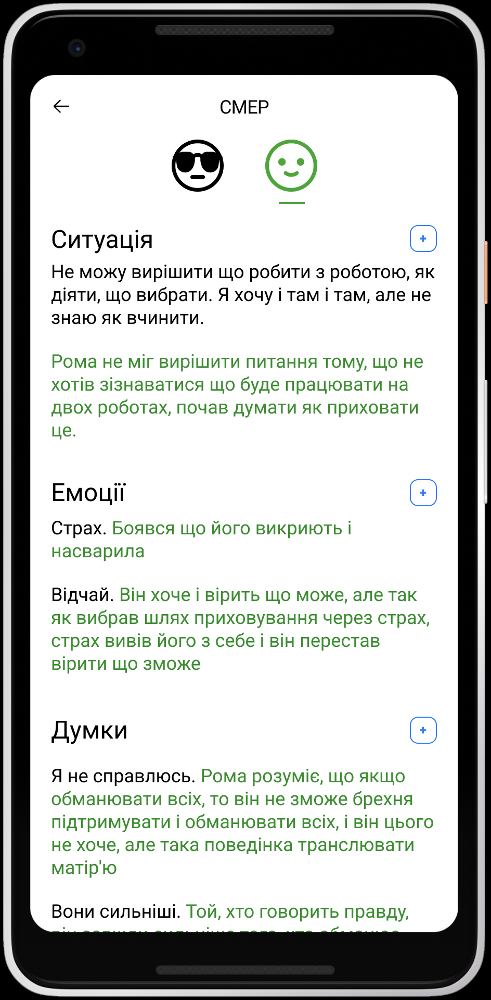 СМЕР
Ситуація
Не можу вирішити що робити з роботою, як
діяти, що вибрати. Я хочу і там і там, але не
знаю як вчинити.
Рома не міг вирішити питання тому, що не
хотів зізнаватися що буде працювати на
двох роботах, почав думати як приховати
це.
Емоції
Страх. Боявся що його викриють і
насварила
Відчай. Він хоче і вірить що може, але так
як вибрав шлях приховування через страх,
страх вивів його з себе і він перестав
вірити що зможе
Думки
Я не справлюсь. Рома розуміє, що якщо
обманювати всіх, то він не зможе брехня
підтримувати і обманювати всіх, і він цього
не хоче, але така поведінка транслювати
матір'ю
Вони сильніші. Той, хто говорить правду,